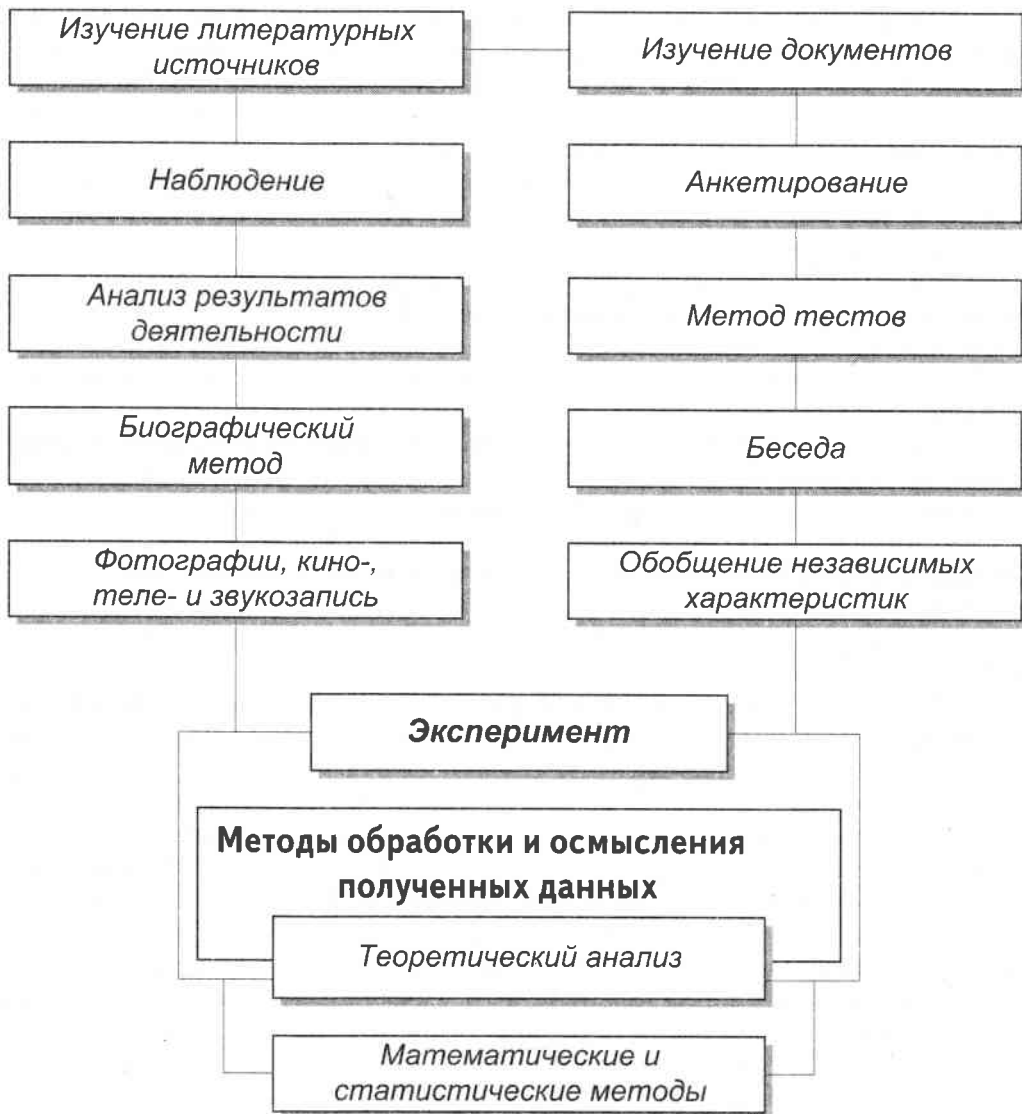 Изучение литературных
источников
Изучение документов
Наблюдение
Анкетирование
Анализ результатов
деятельности
Метод тестов
Биографический
метод
Беседа
Фотографии, кино-,
теле- и звукозапись
Обобщение независимых
характеристик
Эксперимент
Методы обработки и осмысления
полученных данных
Теоретический анализ
Математические и
статистические методы